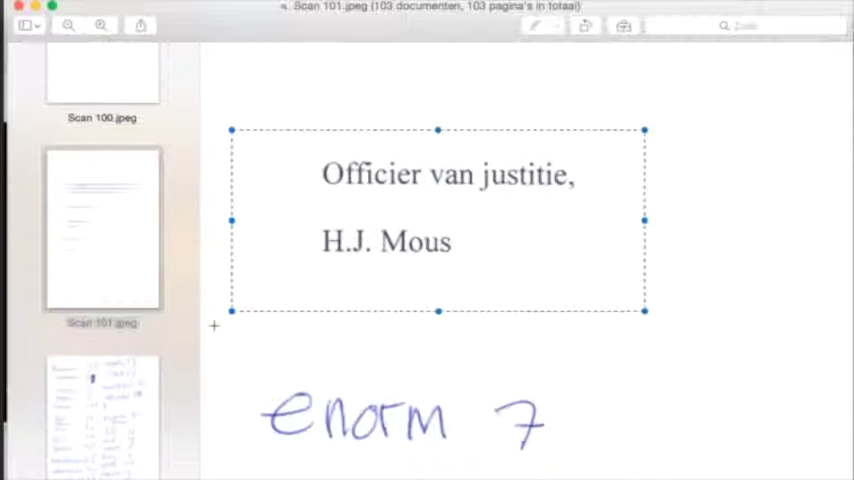 Scan 101.jpeg (103 documenten, 103 pagina's in totaal)
Zoek
Scan 100.jpeg
Scan 101.jpeg
Officier van justitie,
H.J. Mous
enorm 7